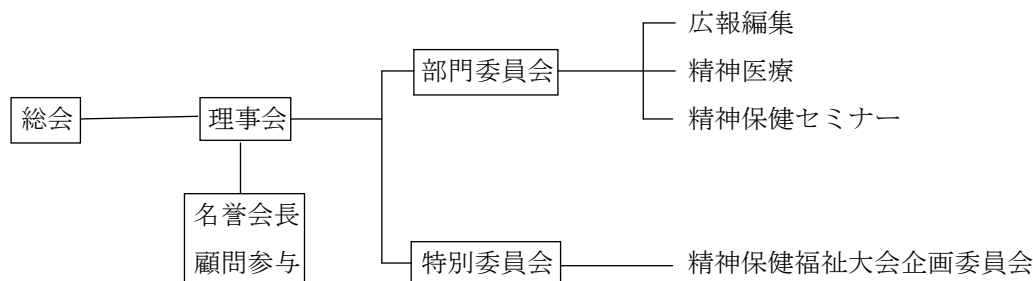 総会
理事会
名誉会長
顧問参与
部門委員会
広報編集
精神医療
精神保健セミナー
特別委員会
精神保健福祉大会企画委員会